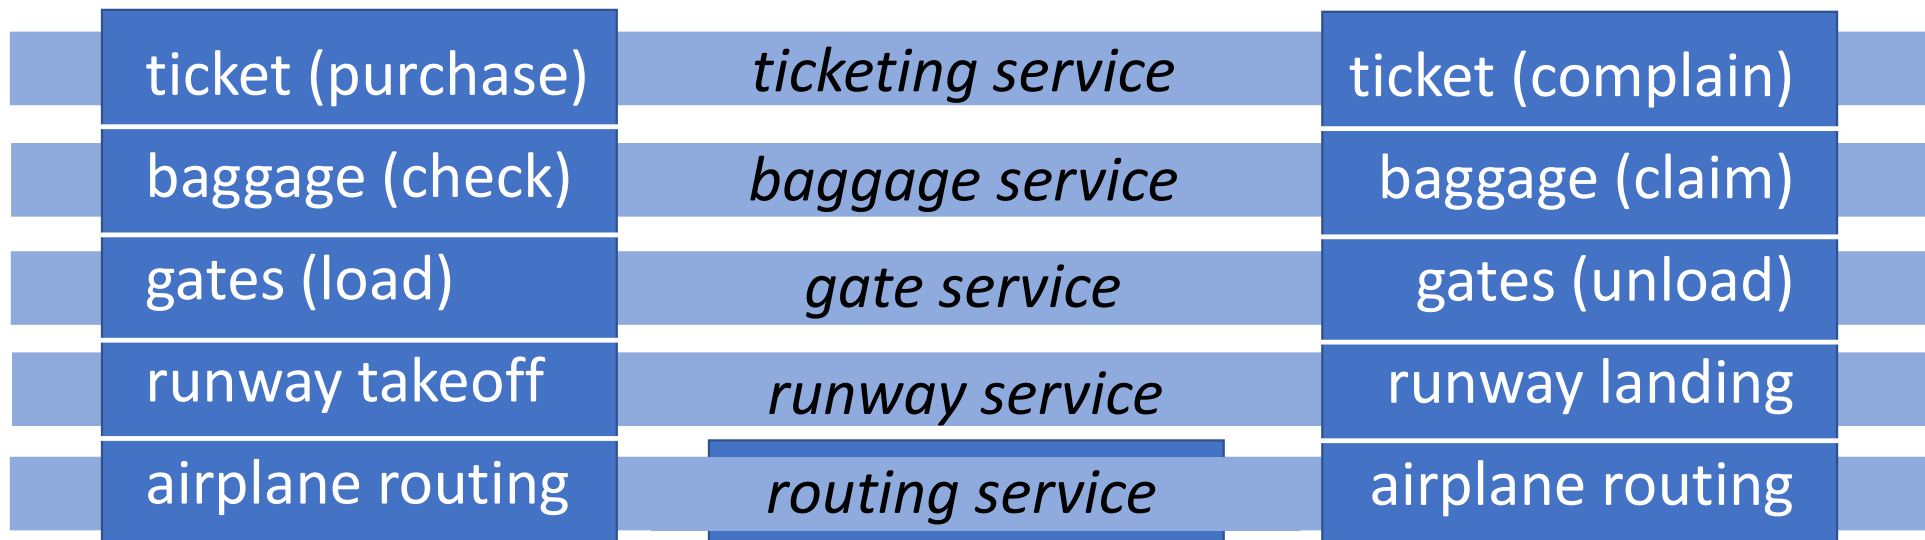 ticket (purchase) ticketing service ticket (complain)
baggage (check) baggage service baggage (claim)
gates (load) gate service gates (unload)
runway takeoff runway service runway landing
airplane routing routing service airplane routing